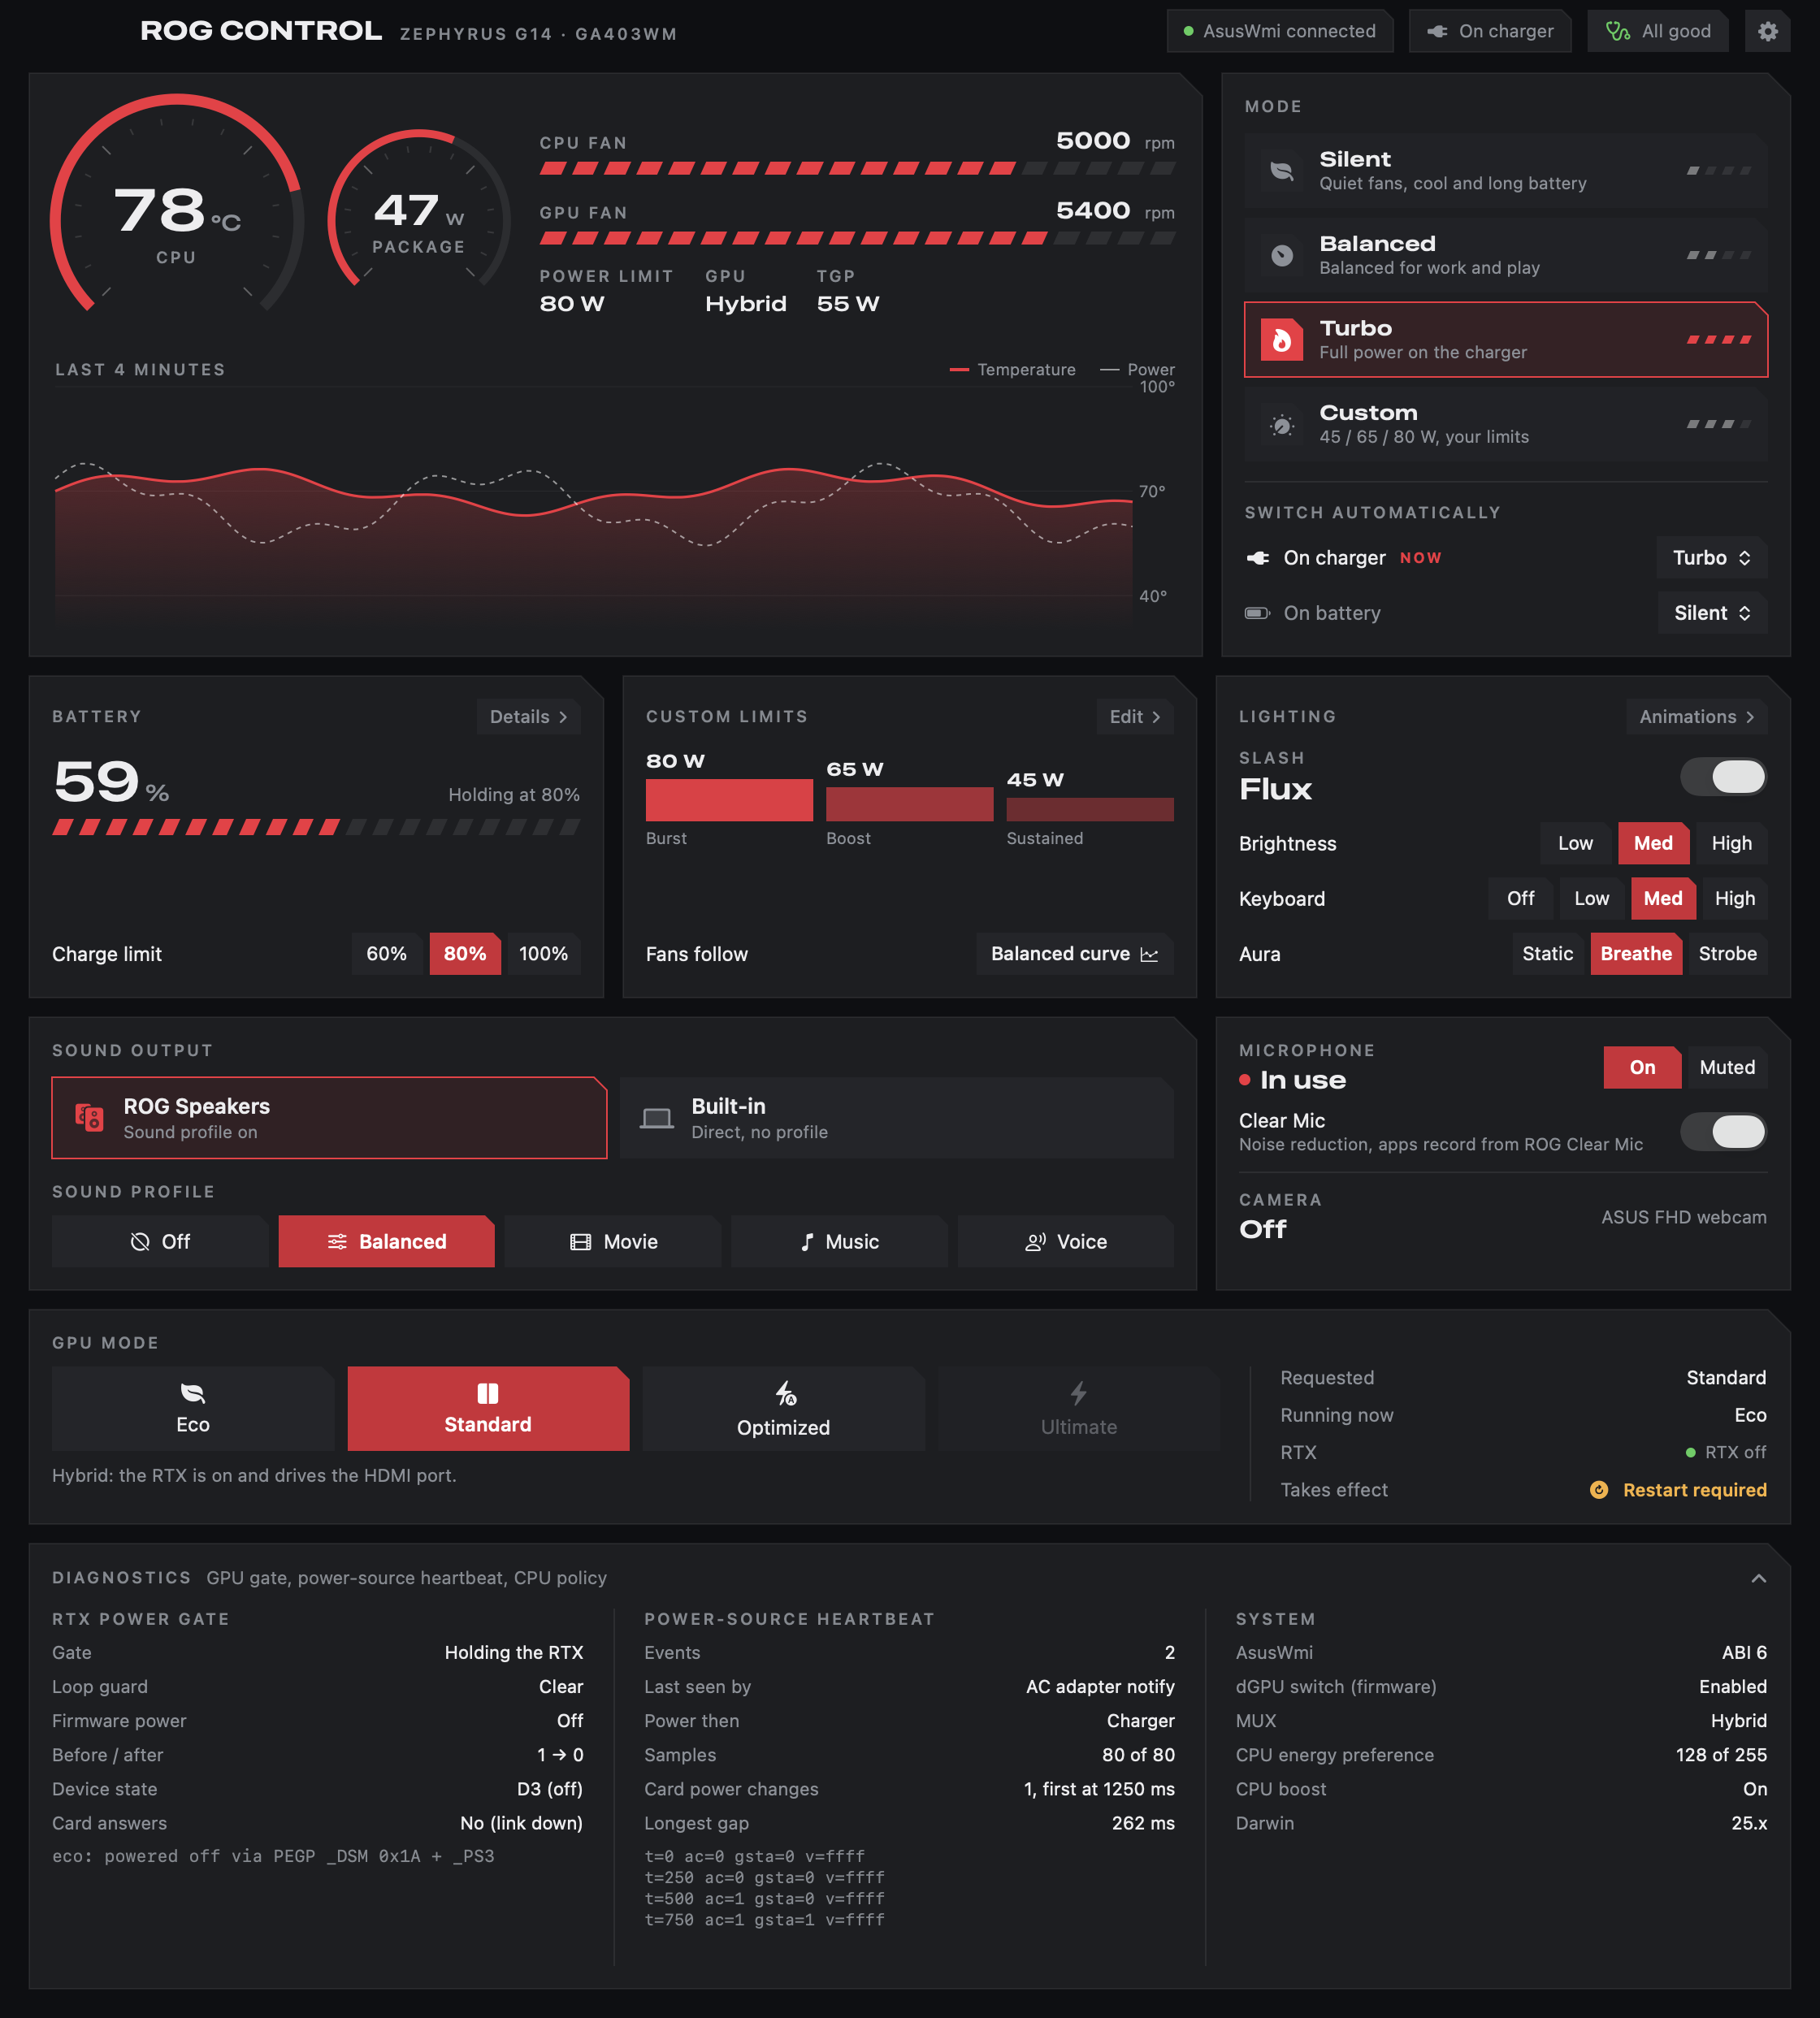 ROG CONTROL ZEPHYRUS G14 · GA403WM
AsusWmi connected
On charger
All good
78 °C
CPU
47 W
PACKAGE
CPU FAN 5000 rpm
GPU FAN 5400 rpm
POWER LIMIT GPU TGP
80 W Hybrid 55 W
LAST 4 MINUTES
Temperature Power
100°
70°
40°
MODE
Silent
Quiet fans, cool and long battery
Balanced
Balanced for work and play
Turbo
Full power on the charger
Custom
45 / 65 / 80 W, your limits
SWITCH AUTOMATICALLY
On charger NOW Turbo
On battery Silent
BATTERY Details
59 %
Holding at 80%
Charge limit 60% 80% 100%
CUSTOM LIMITS Edit
80 W 65 W 45 W
Burst Boost Sustained
Fans follow Balanced curve
LIGHTING Animations
SLASH
Flux
Brightness Low Med High
Keyboard Off Low Med High
Aura Static Breathe Strobe
SOUND OUTPUT
ROG Speakers
Sound profile on
Built-in
Direct, no profile
SOUND PROFILE
Off Balanced Movie Music Voice
MICROPHONE
In use
On Muted
Clear Mic
Noise reduction, apps record from ROG Clear Mic
CAMERA
Off
ASUS FHD webcam
GPU MODE
Eco Standard Optimized Ultimate
Hybrid: the RTX is on and drives the HDMI port.
Requested Standard
Running now Eco
RTX RTX off
Takes effect Restart required
DIAGNOSTICS GPU gate, power-source heartbeat, CPU policy
RTX POWER GATE
Gate Holding the RTX
Loop guard Clear
Firmware power Off
Before / after 1 → 0
Device state D3 (off)
Card answers No (link down)
eco: powered off via PEGP _DSM 0x1A + _PS3
POWER-SOURCE HEARTBEAT
Events 2
Last seen by AC adapter notify
Power then Charger
Samples 80 of 80
Card power changes 1, first at 1250 ms
Longest gap 262 ms
t=0 ac=0 gsta=0 v=ffff
t=250 ac=0 gsta=0 v=ffff
t=500 ac=1 gsta=0 v=ffff
t=750 ac=1 gsta=1 v=ffff
SYSTEM
AsusWmi ABI 6
dGPU switch (firmware) Enabled
MUX Hybrid
CPU energy preference 128 of 255
CPU boost On
Darwin 25.x